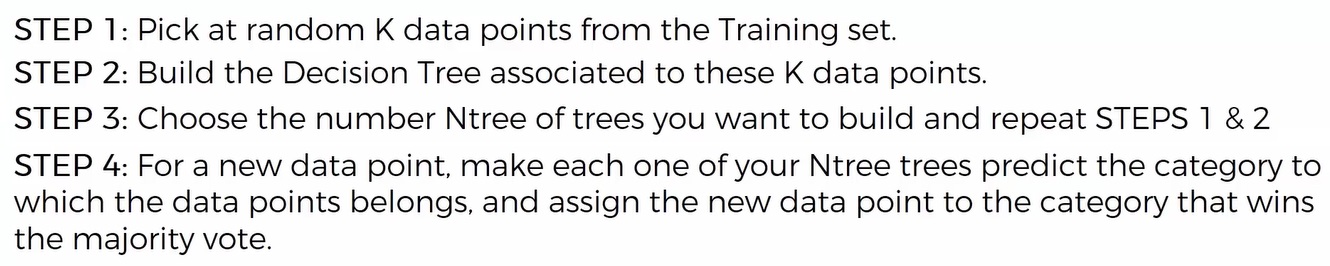 STEP 1: Pick at random K data points from the Training set.
STEP 2: Build the Decision Tree associated to these K data points.
STEP 3: Choose the number Ntree of trees you want to build and repeat STEPS 1 & 2
STEP 4: For a new data point, make each one of your Ntree trees predict the category to
which the data points belongs, and assign the new data point to the category that wins
the majority vote.